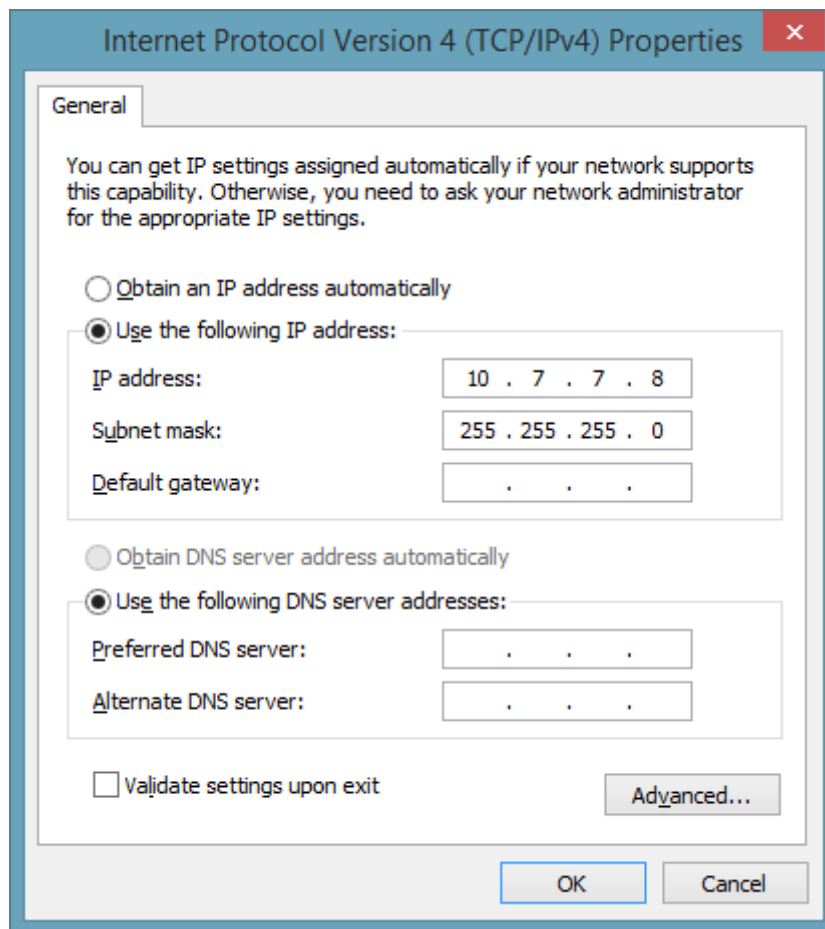 Internet Protocol Version 4 (TCP/IPv4) Properties
General
You can get IP settings assigned automatically if your network supports
this capability. Otherwise, you need to ask your network administrator
for the appropriate IP settings.
Obtain an IP address automatically
Use the following IP address:
IP address: 10 . 7 . 7 . 8
Subnet mask: 255 . 255 . 255 . 0
Default gateway: . . .
Obtain DNS server address automatically
Use the following DNS server addresses:
Preferred DNS server: . . .
Alternate DNS server: . . .
Validate settings upon exit
Advanced...
OK Cancel